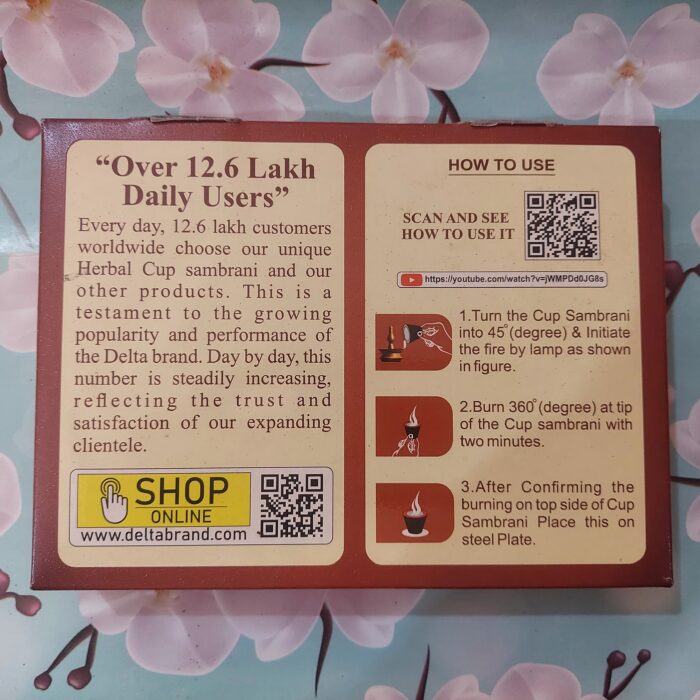 “Over 12.6 Lakh
Daily Users”
Every day, 12.6 lakh customers
worldwide choose our unique
Herbal Cup sambrani and our
other products. This is a
testament to the growing
popularity and performance of
the Delta brand. Day by day, this
number is steadily increasing,
reflecting the trust and
satisfaction of our expanding
clientele.
SHOP
ONLINE
www.deltabrand.com
HOW TO USE
SCAN AND SEE
HOW TO USE IT
https://youtube.com/watch?v=jWMPDd0JG8s
1.Turn the Cup Sambrani
into 45°(degree) & Initiate
the fire by lamp as shown
in figure.
2.Burn 360°(degree) at tip
of the Cup sambrani with
two minutes.
3.After Confirming the
burning on top side of Cup
Sambrani Place this on
steel Plate.